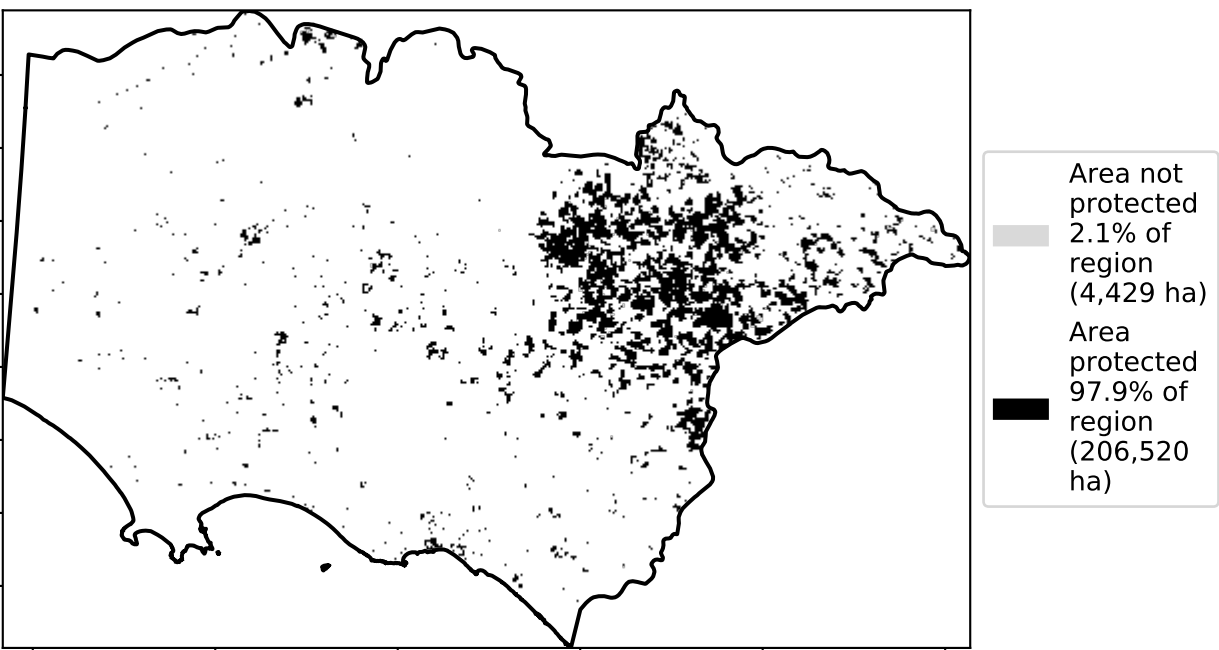 Area not
protected
2.1% of
region
(4,429 ha)
Area
protected
97.9% of
region
(206,520
ha)